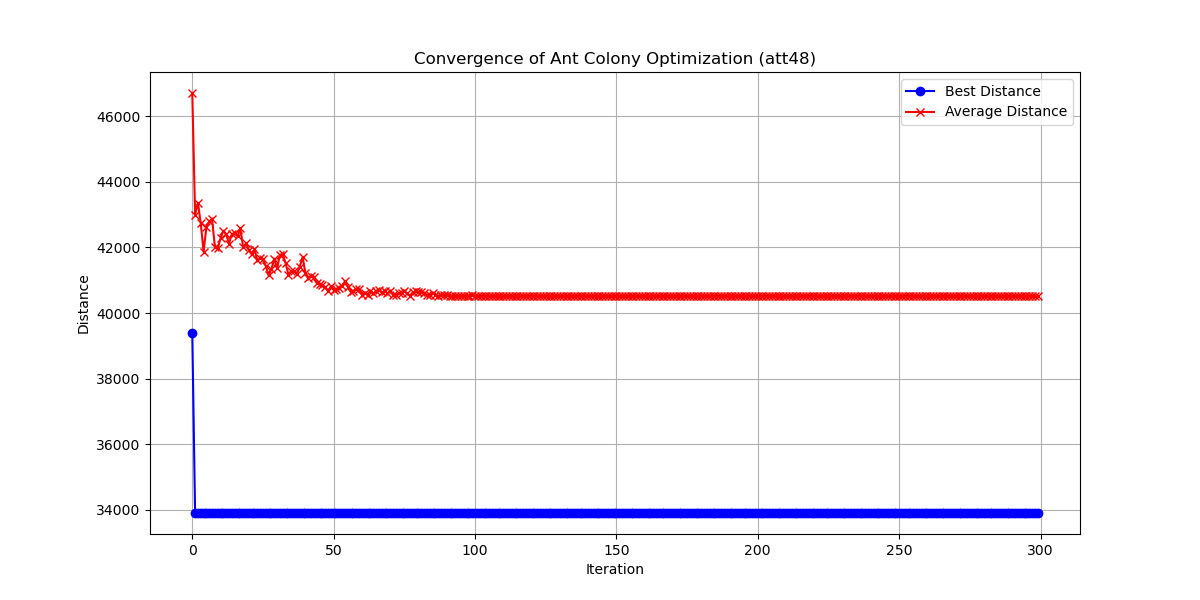 Convergence of Ant Colony Optimization (att48)
Best Distance
Average Distance
46000
44000
42000
40000
38000
36000
34000
Distance
0 50 100 150 200 250 300
Iteration